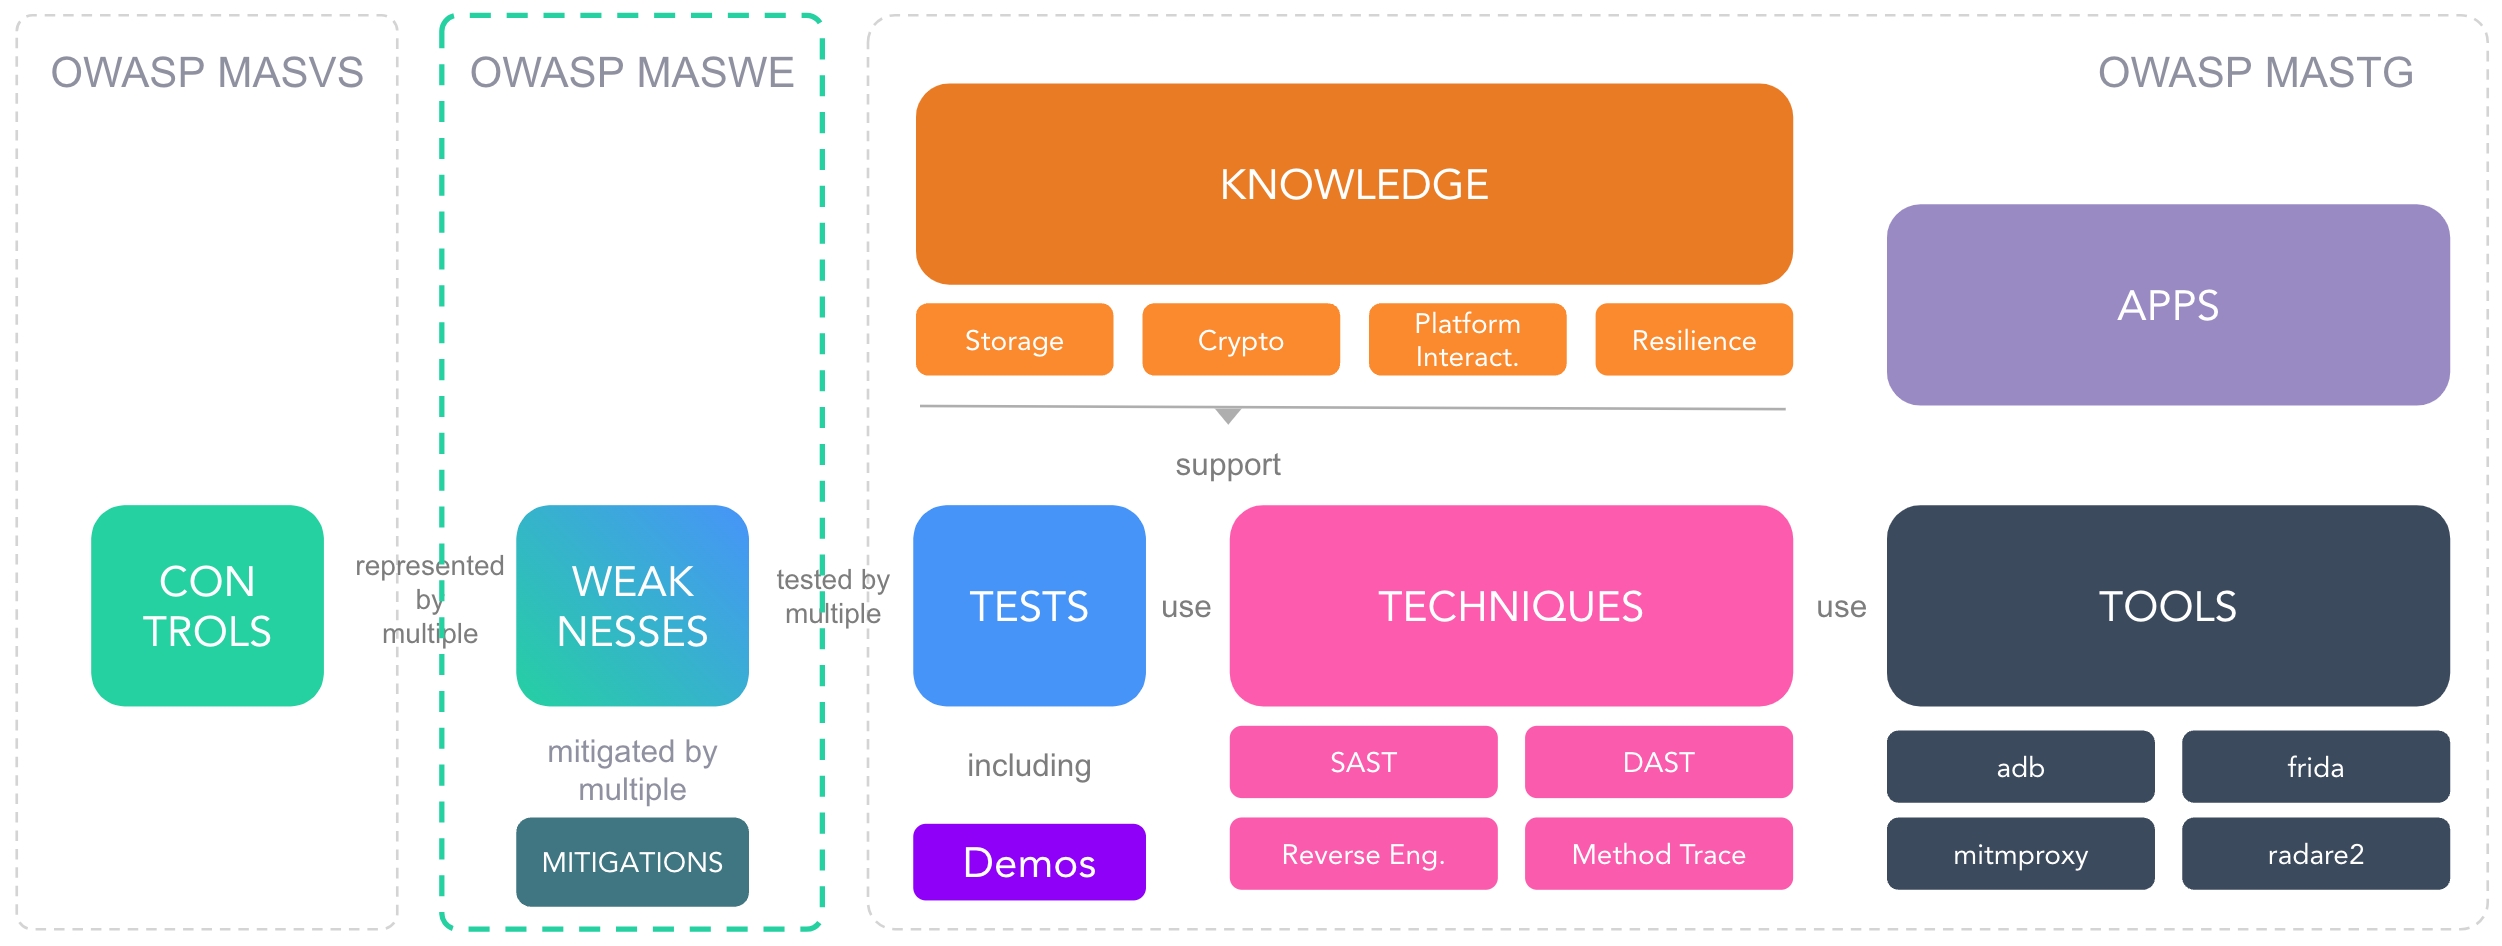 OWASP MASVS
OWASP MASWE
OWASP MASTG
KNOWLEDGE
APPS
Storage
Crypto
Platform
Interact.
Resilience
support
CON
TROLS
represented
by
multiple
WEAK
NESSES
tested by
multiple
TESTS
use
TECHNIQUES
use
TOOLS
mitigated by
multiple
MITIGATIONS
including
Demos
SAST
DAST
Reverse Eng.
Method Trace
adb
frida
mitmproxy
radare2